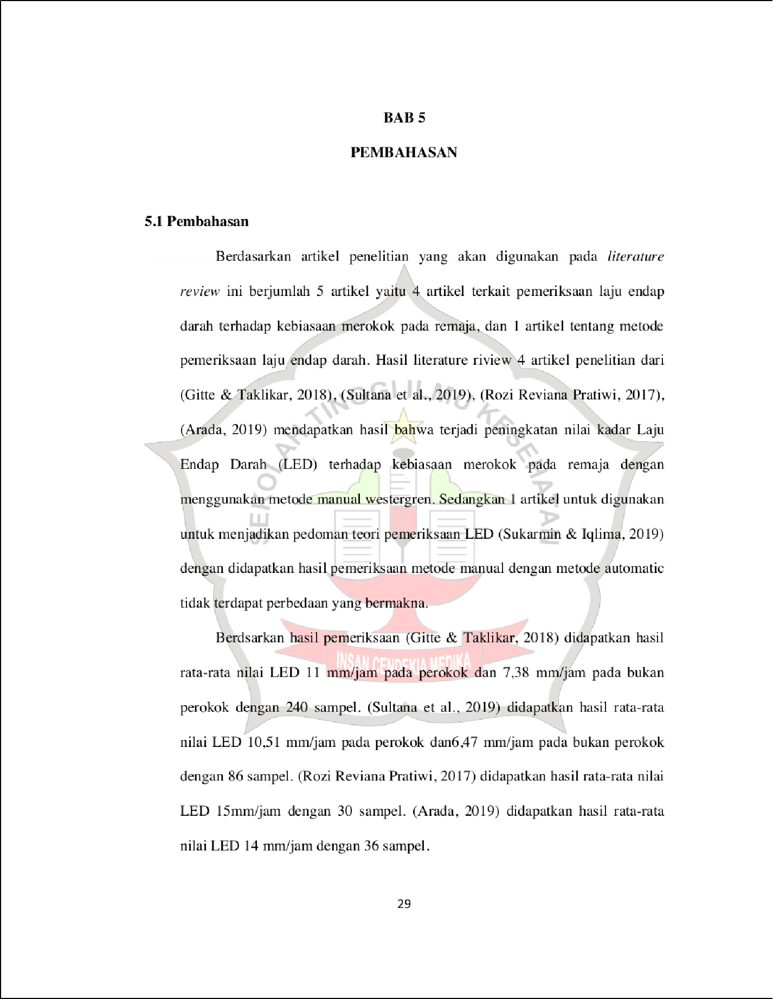 BAB 5
PEMBAHASAN
5.1 Pembahasan
Berdasarkan artikel penelitian yang akan digunakan pada literature
review ini berjumlah 5 artikel yaitu 4 artikel terkait pemeriksaan laju endap
darah terhadap kebiasaan merokok pada remaja, dan 1 artikel tentang metode
pemeriksaan laju endap darah. Hasil literature riview 4 artikel penelitian dari
(Gitte & Taklikar, 2018), (Sultana et al., 2019), (Rozi Reviana Pratiwi, 2017),
(Arada, 2019) mendapatkan hasil bahwa terjadi peningkatan nilai kadar Laju
Endap Darah (LED) terhadap kebiasaan merokok pada remaja dengan
menggunakan metode manual westergren. Sedangkan 1 artikel untuk digunakan
untuk menjadikan pedoman teori pemeriksaan LED (Sukarmin & Iqlima, 2019)
dengan didapatkan hasil pemeriksaan metode manual dengan metode automatic
tidak terdapat perbedaan yang bermakna.
Berdsarkan hasil pemeriksaan (Gitte & Taklikar, 2018) didapatkan hasil
rata-rata nilai LED 11 mm/jam pada perokok dan 7,38 mm/jam pada bukan
perokok dengan 240 sampel. (Sultana et al., 2019) didapatkan hasil rata-rata
nilai LED 10,51 mm/jam pada perokok dan6,47 mm/jam pada bukan perokok
dengan 86 sampel. (Rozi Reviana Pratiwi, 2017) didapatkan hasil rata-rata nilai
LED 15mm/jam dengan 30 sampel. (Arada, 2019) didapatkan hasil rata-rata
nilai LED 14 mm/jam dengan 36 sampel.
SEKOLAH TINGGI ILMU KESEHATAN
INSAN CENDEKIA MEDIKA
29